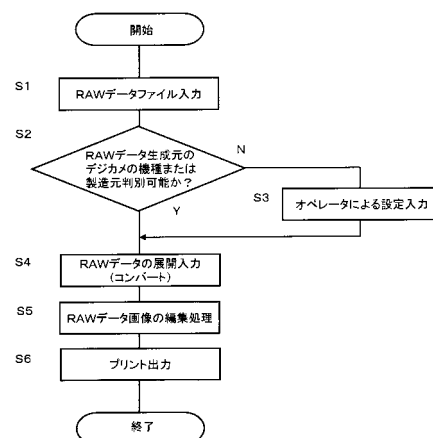 開始
S1
RAWデータファイル入力
S2
RAWデータ生成元の
デジカメの機種または
製造元判別可能か?
N
Y
S3
オペレータによる設定入力
S4
RAWデータの展開入力
(コンバート)
S5
RAWデータ画像の編集処理
S6
プリント出力
終了